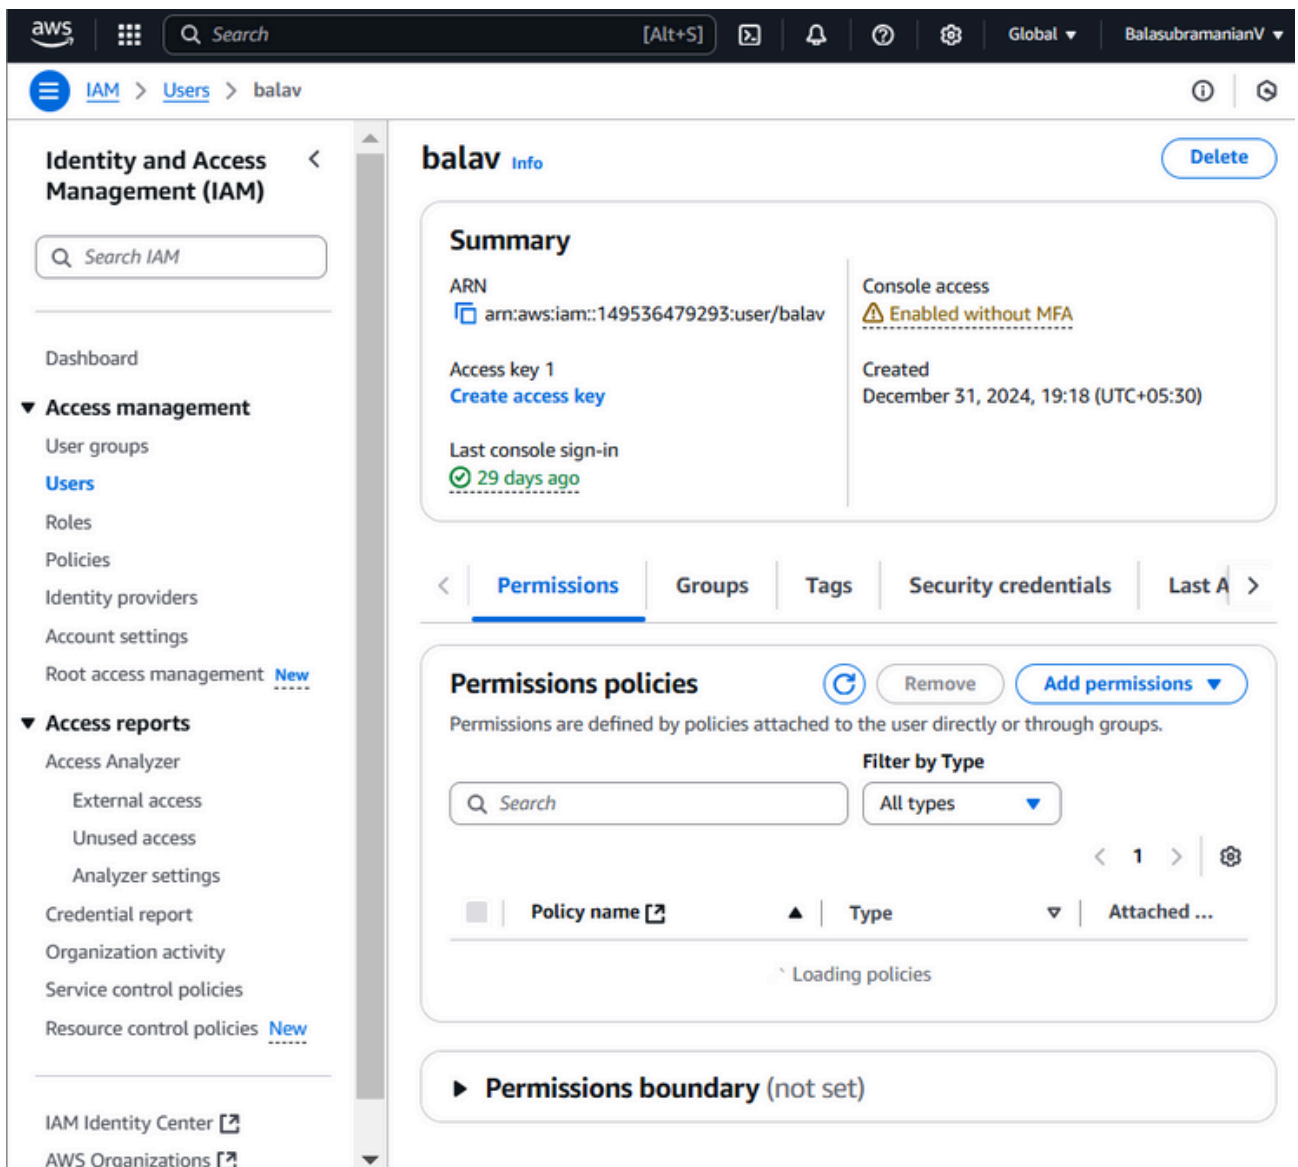 aws
Search [Alt+S] Global BalasubramanianV
IAM > Users > balav
Identity and Access
Management (IAM)
Search IAM
Dashboard
Access management
User groups
Users
Roles
Policies
Identity providers
Account settings
Root access management New
Access reports
Access Analyzer
External access
Unused access
Analyzer settings
Credential report
Organization activity
Service control policies
Resource control policies New
IAM Identity Center
AWS Organizations
balav Info
Delete
Summary
ARN
arn:aws:iam::149536479293:user/balav
Console access
Enabled without MFA
Access key 1
Create access key
Created
December 31, 2024, 19:18 (UTC+05:30)
Last console sign-in
29 days ago
Permissions Groups Tags Security credentials Last A
Permissions policies
Remove
Add permissions
Permissions are defined by policies attached to the user directly or through groups.
Filter by Type
Search
All types
1
Policy name Type Attached ...
Loading policies
Permissions boundary (not set)